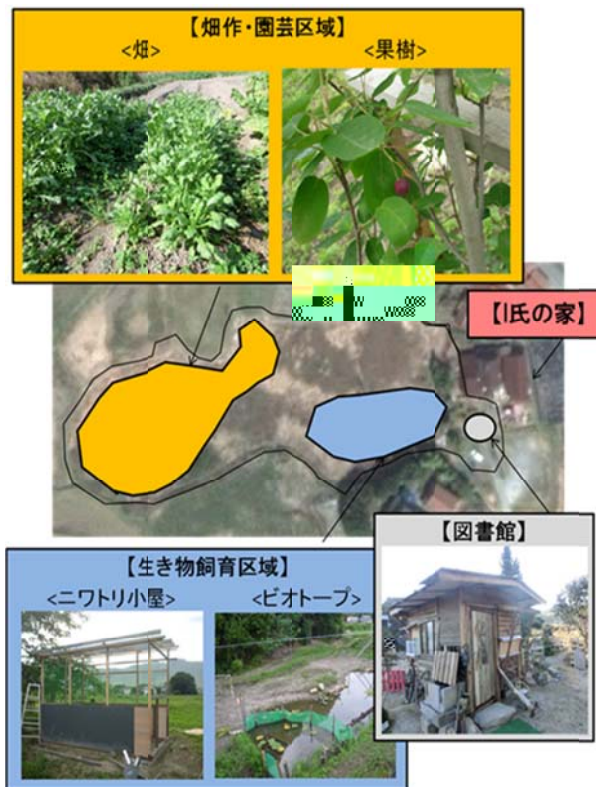 【畑作・園芸区域】
<畑>
<果樹>
【I氏の家】
【図書館】
【生き物飼育区域】
<ニワトリ小屋>
<ビオトープ>